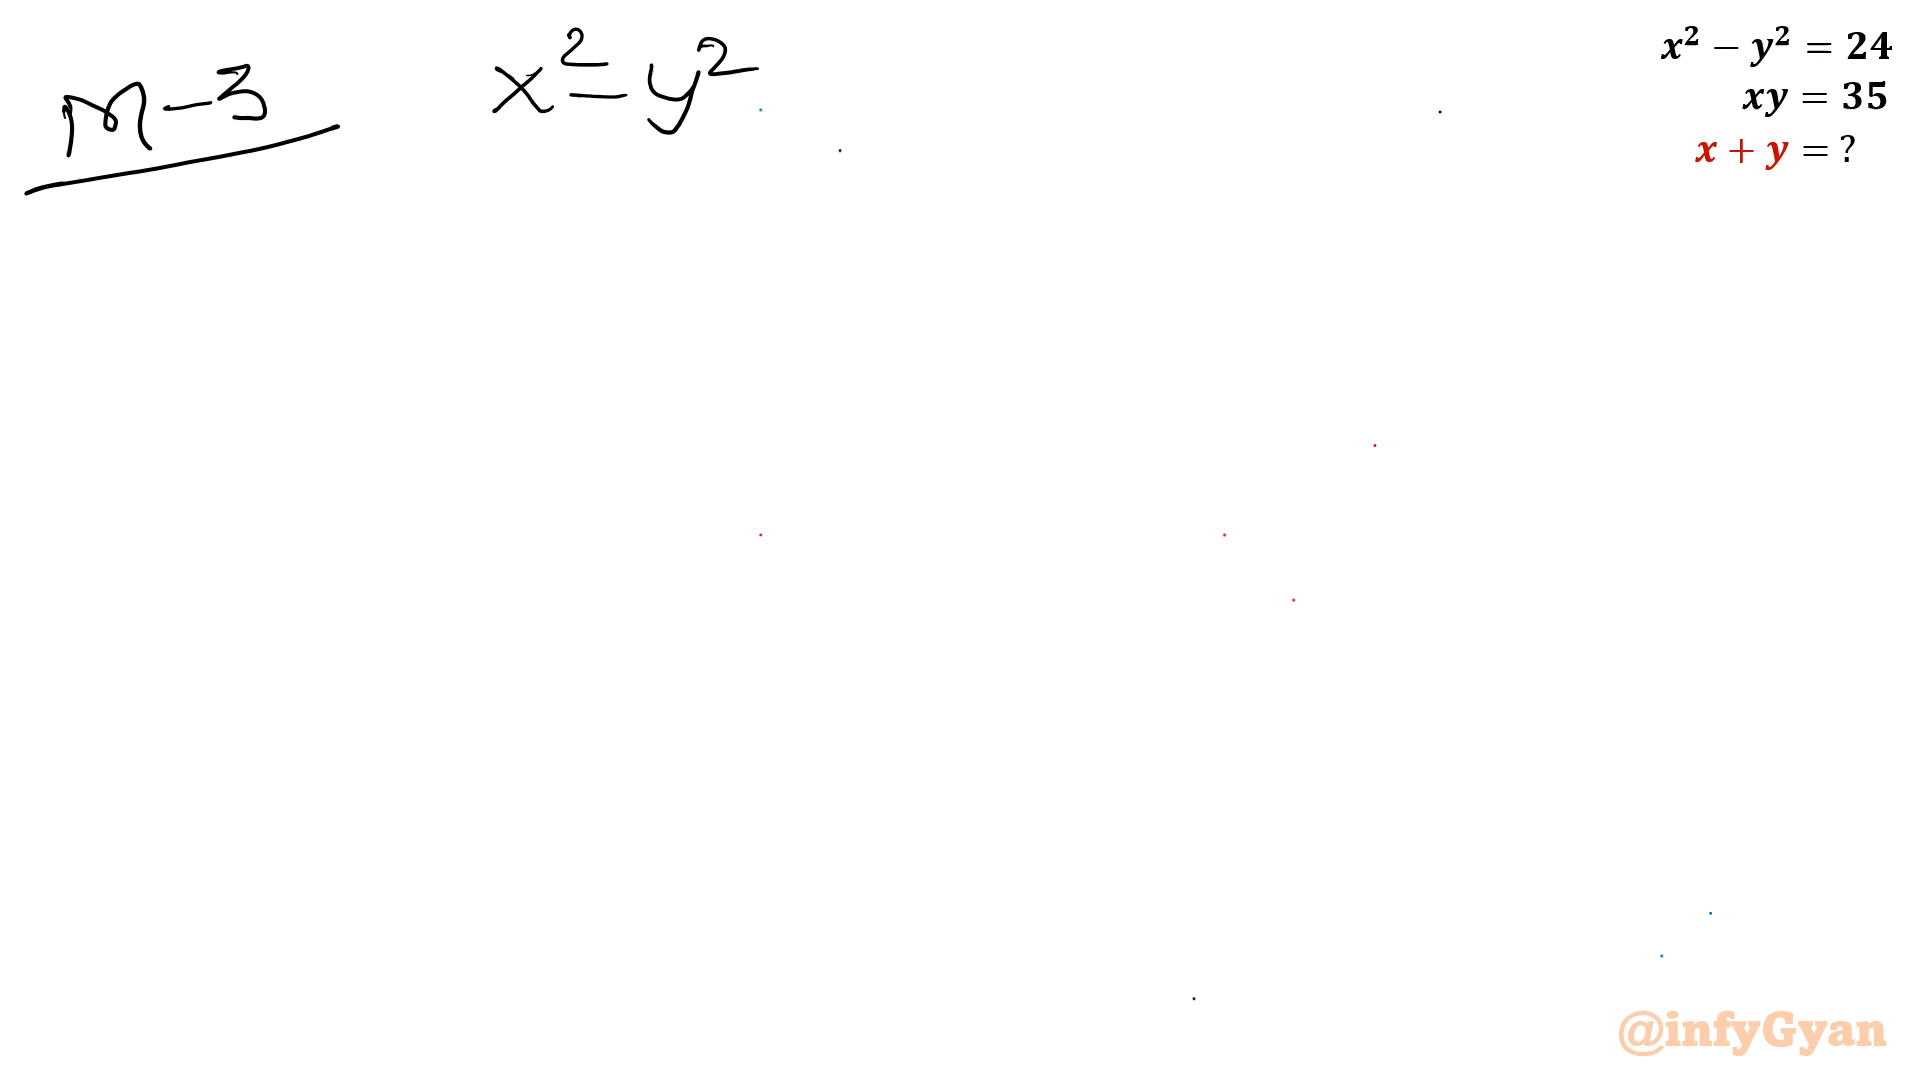 m-3
x² - y²
x² − y² = 24
xy = 35
x + y = ?
@infyGyan